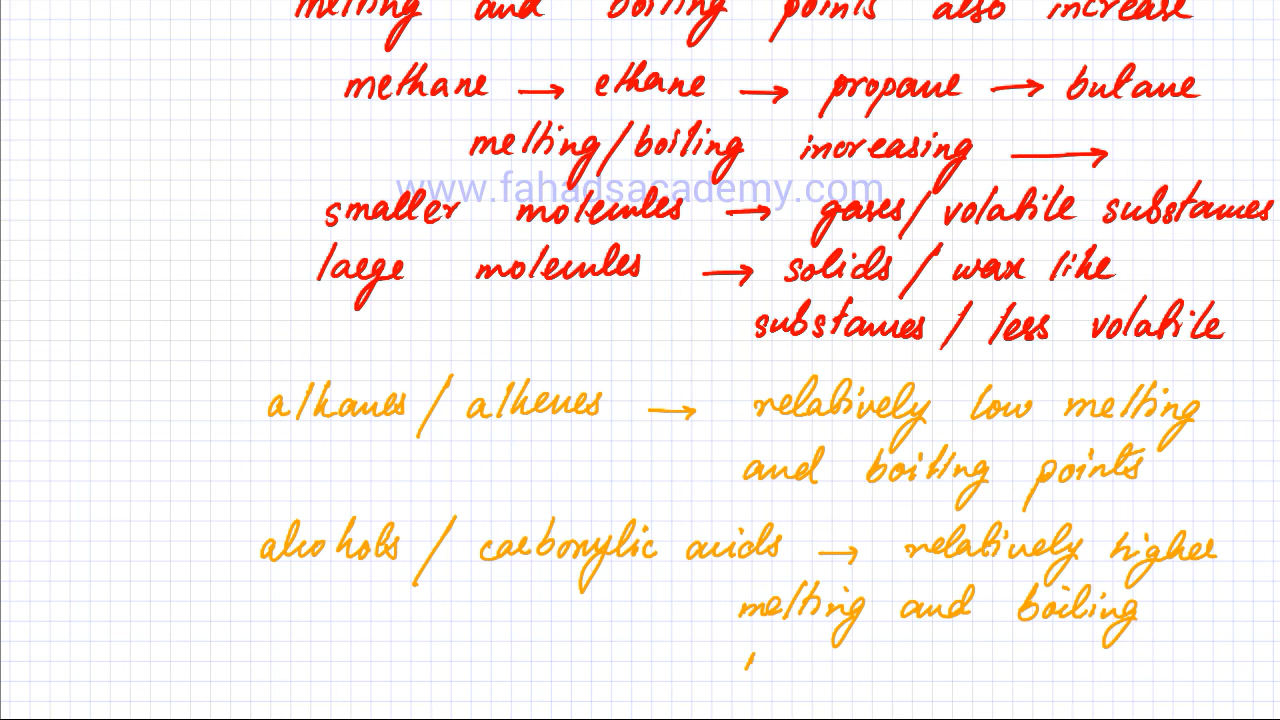 melting and boiling points also increase
methane → ethane → propane → butane
melting/boiling increasing →
www.fahadsacademy.com
smaller molecules → gases/volatile substances
large molecules → solids/wax like
substances/less volatile
alkanes/alkenes → relatively low melting
and boiling points
alcohols/carboxylic acids → relatively higher
melting and boiling